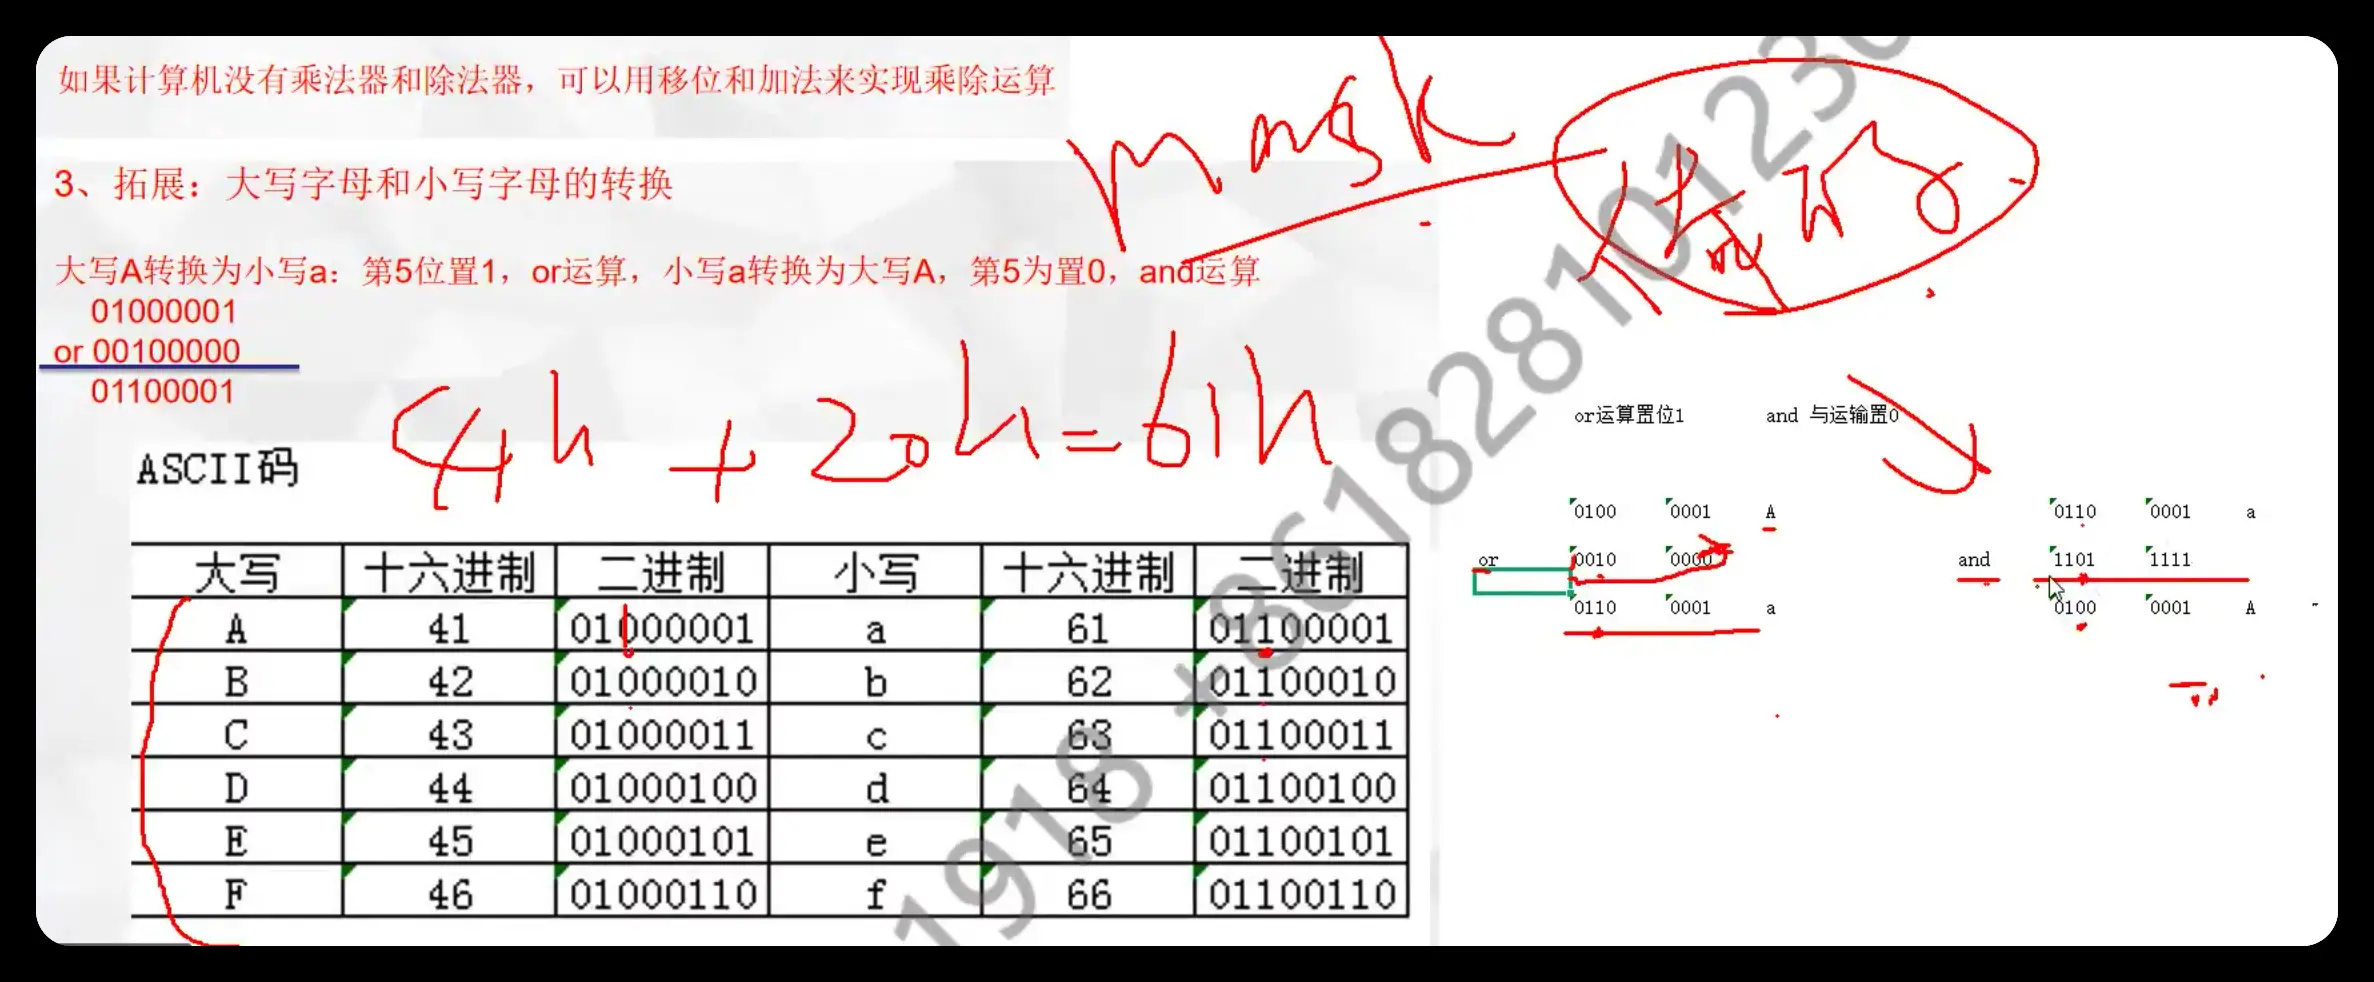 如果计算机没有乘法器和除法器，可以用移位和加法来实现乘除运算
mask
3、拓展：大写字母和小写字母的转换
大写A转换为小写a：第5位置1，or运算，小写a转换为大写A，第5为置0，and运算
01000001
or 00100000
01100001
41h + 20h = 61h
ASCII码
大写 十六进制 二进制 小写 十六进制 二进制
A 41 01000001 a 61 01100001
B 42 01000010 b 62 01100010
C 43 01000011 c 63 01100011
D 44 01000100 d 64 01100100
E 45 01000101 e 65 01100101
F 46 01000110 f 66 01100110
or运算置位1 and 与运输置0
0100 0001 A
or 0010 0000
0110 0001 a
0110 0001 a
and 1101 1111
0100 0001 A